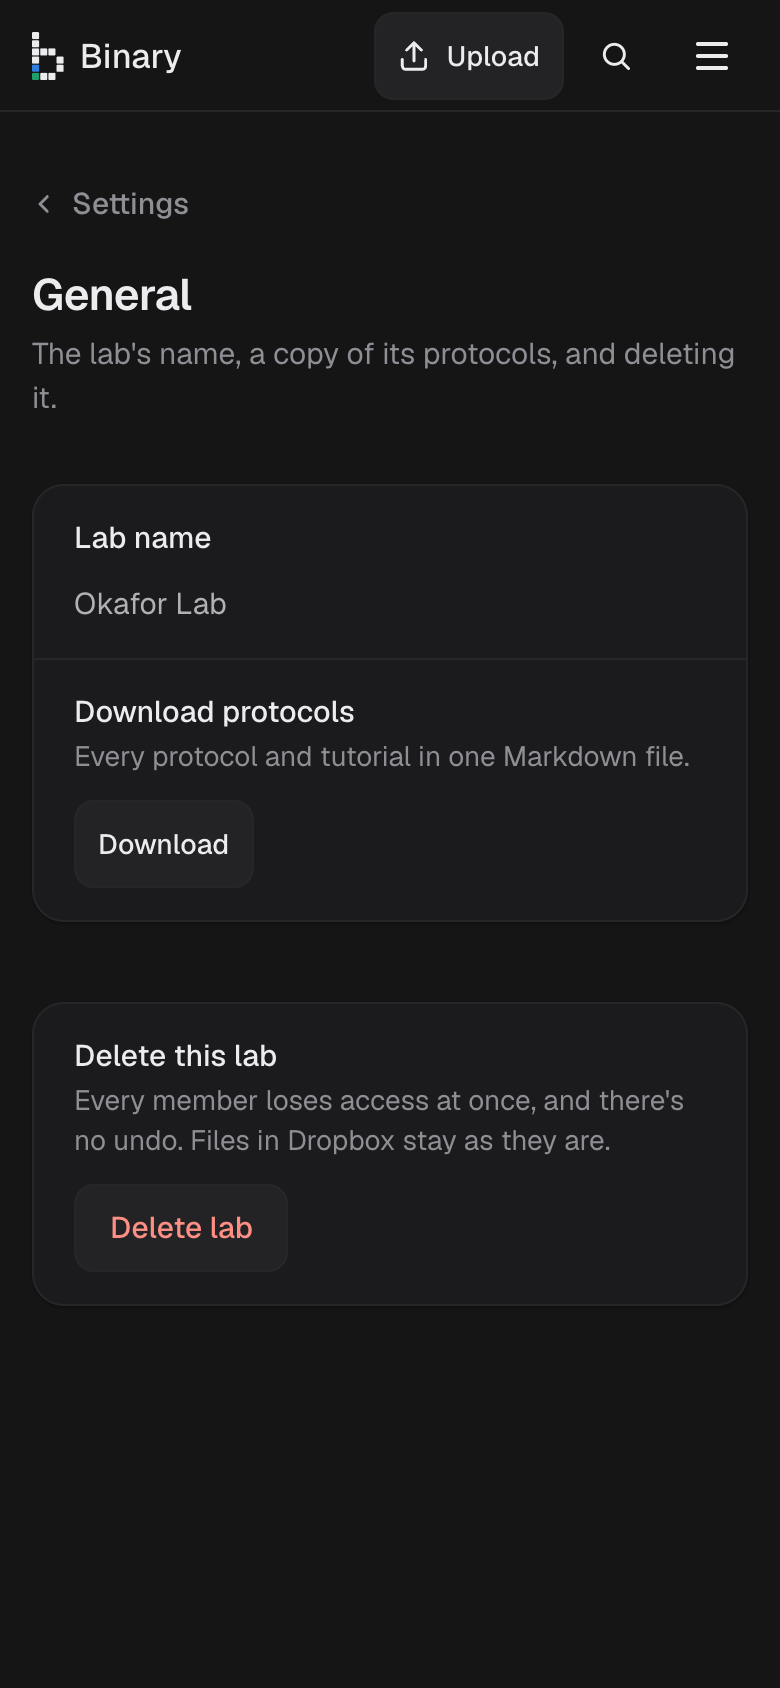 Binary
Upload
Settings
General
The lab's name, a copy of its protocols, and deleting
it.
Lab name
Okafor Lab
Download protocols
Every protocol and tutorial in one Markdown file.
Download
Delete this lab
Every member loses access at once, and there's
no undo. Files in Dropbox stay as they are.
Delete lab